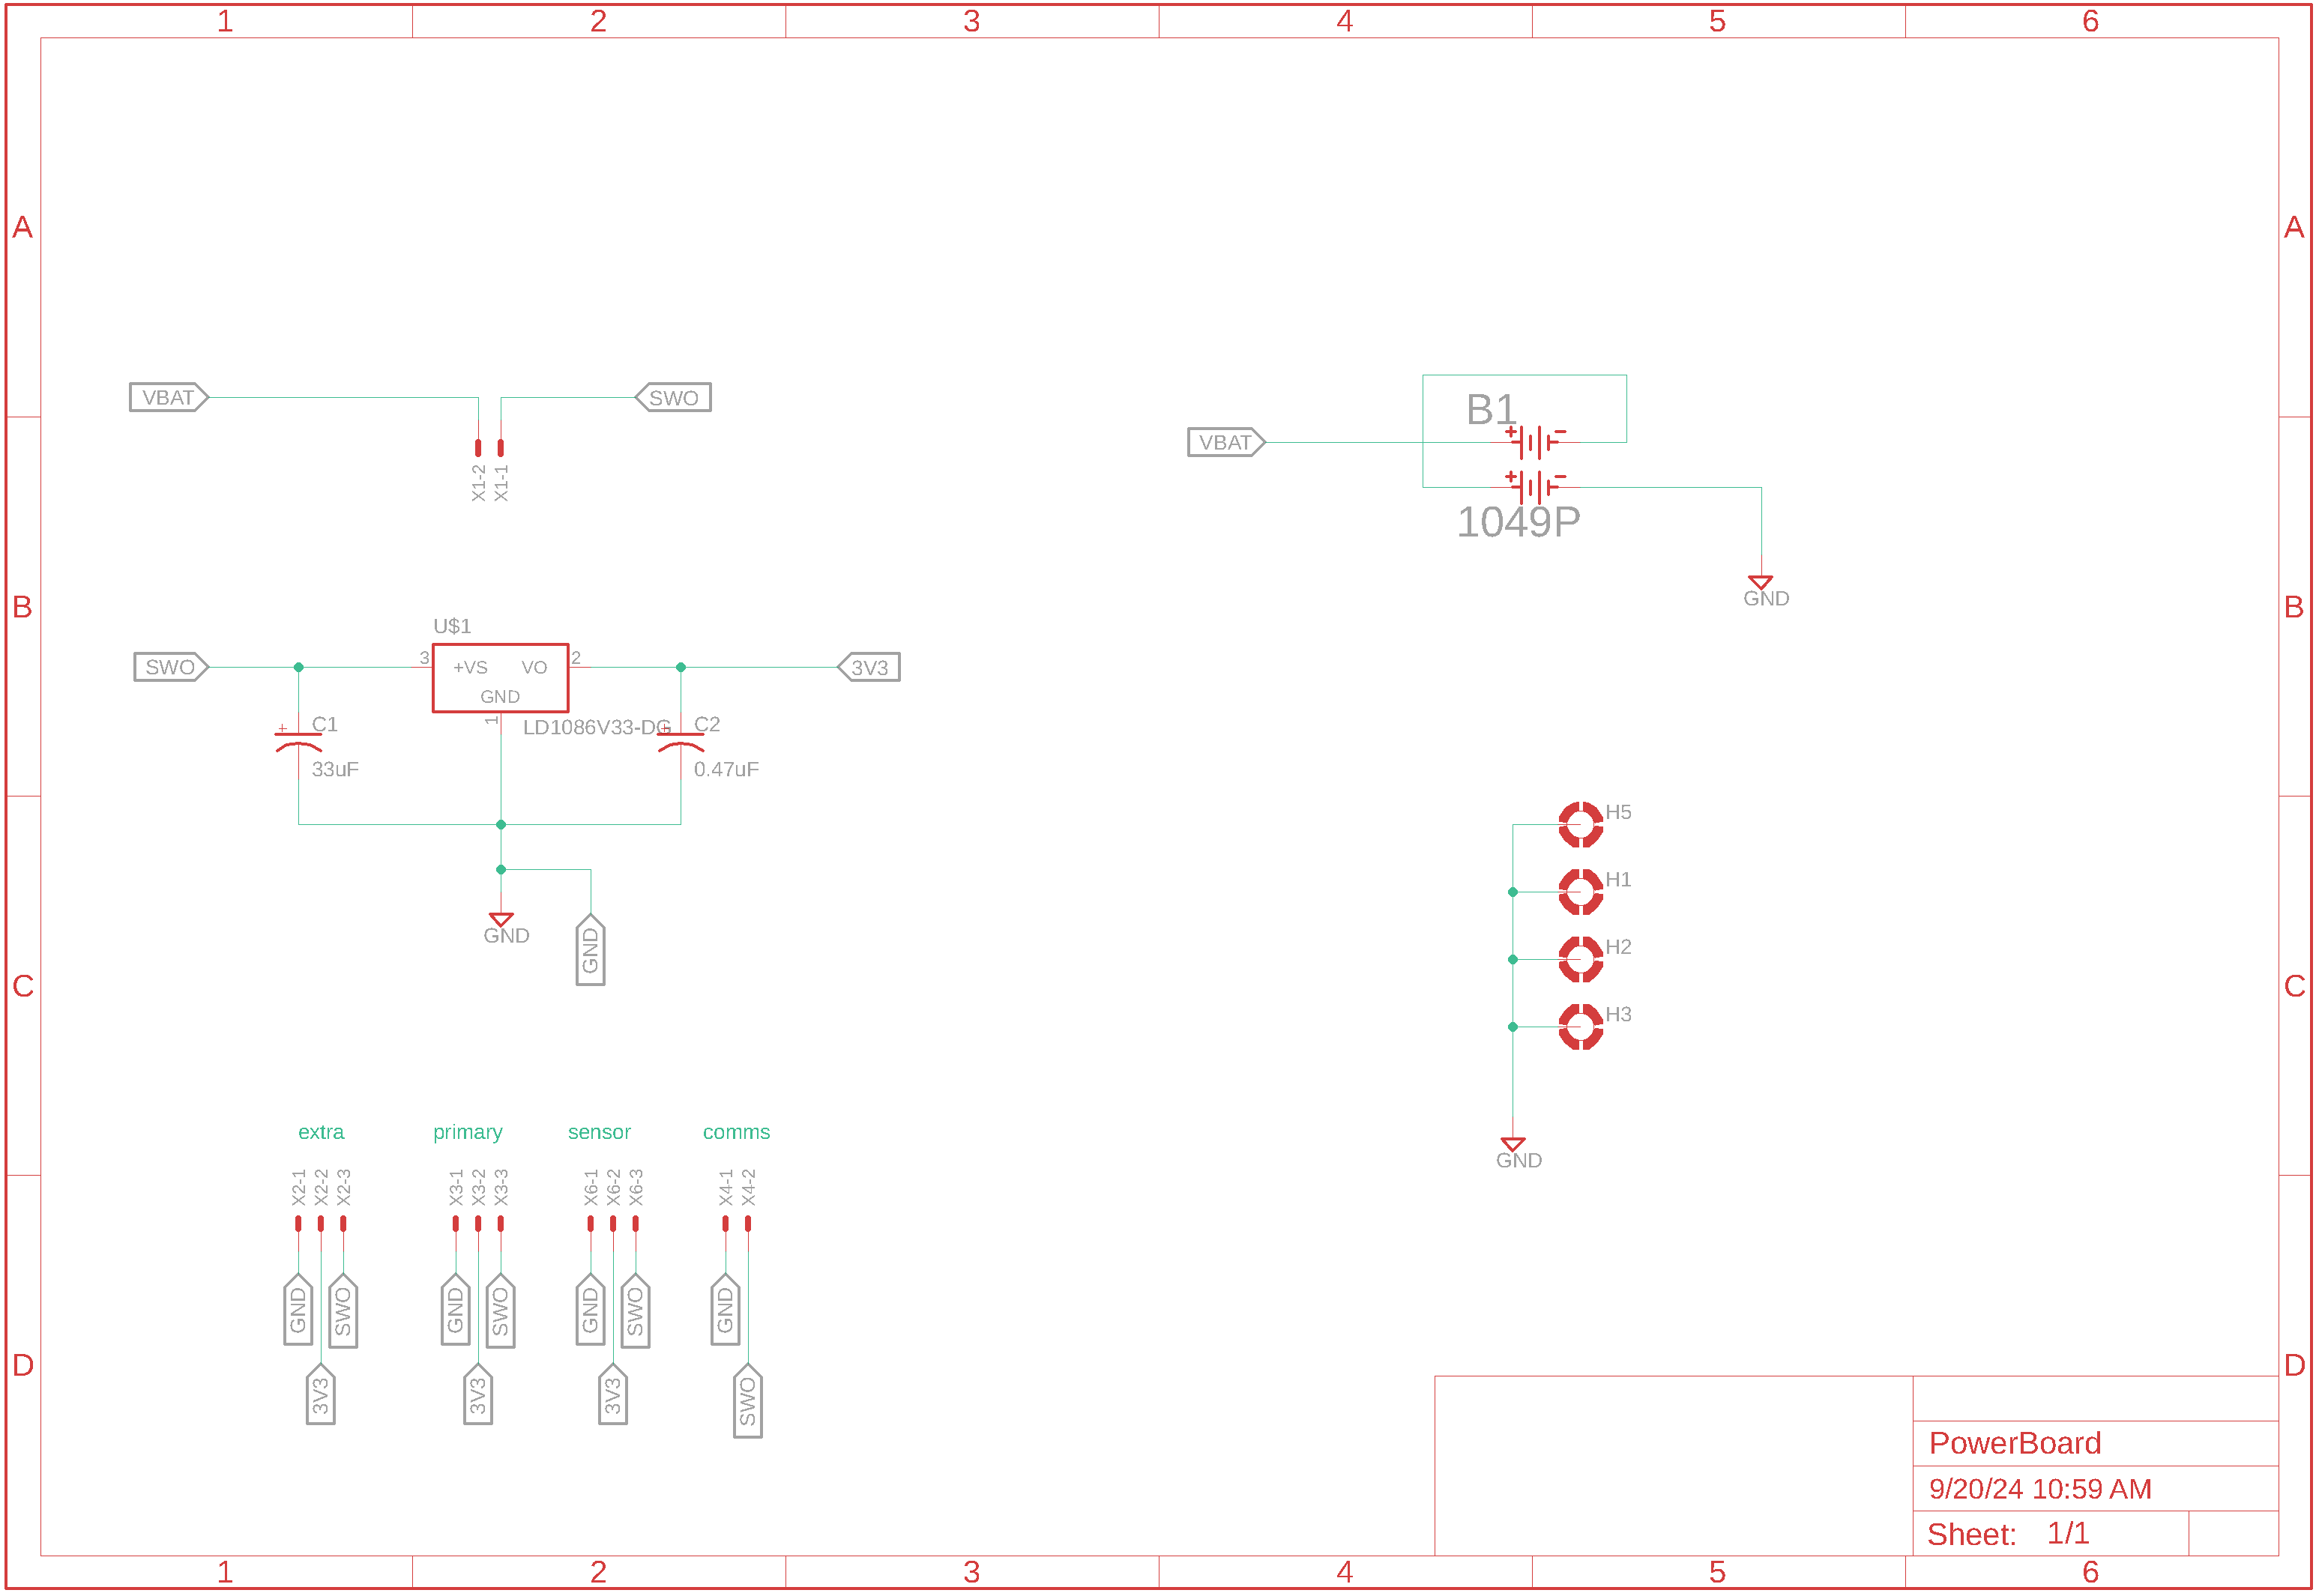 1 2 3 4 5 6
A A
VBAT SWO
X1-2 X1-1
B1
VBAT
1049P
GND
B B
U$1
SWO 3 +VS VO 2 3V3
GND
1 LD1086V33-DG
+ C1 + C2
33uF 0.47uF
GND
GND
H5
H1
H2
H3
GND
C C
extra primary sensor comms
X2-1 X2-2 X2-3 X3-1 X3-2 X3-3 X6-1 X6-2 X6-3 X4-1 X4-2
GND SWO GND SWO GND SWO GND
3V3 3V3 3V3 SWO
D D
PowerBoard
9/20/24 10:59 AM
Sheet: 1/1
1 2 3 4 5 6